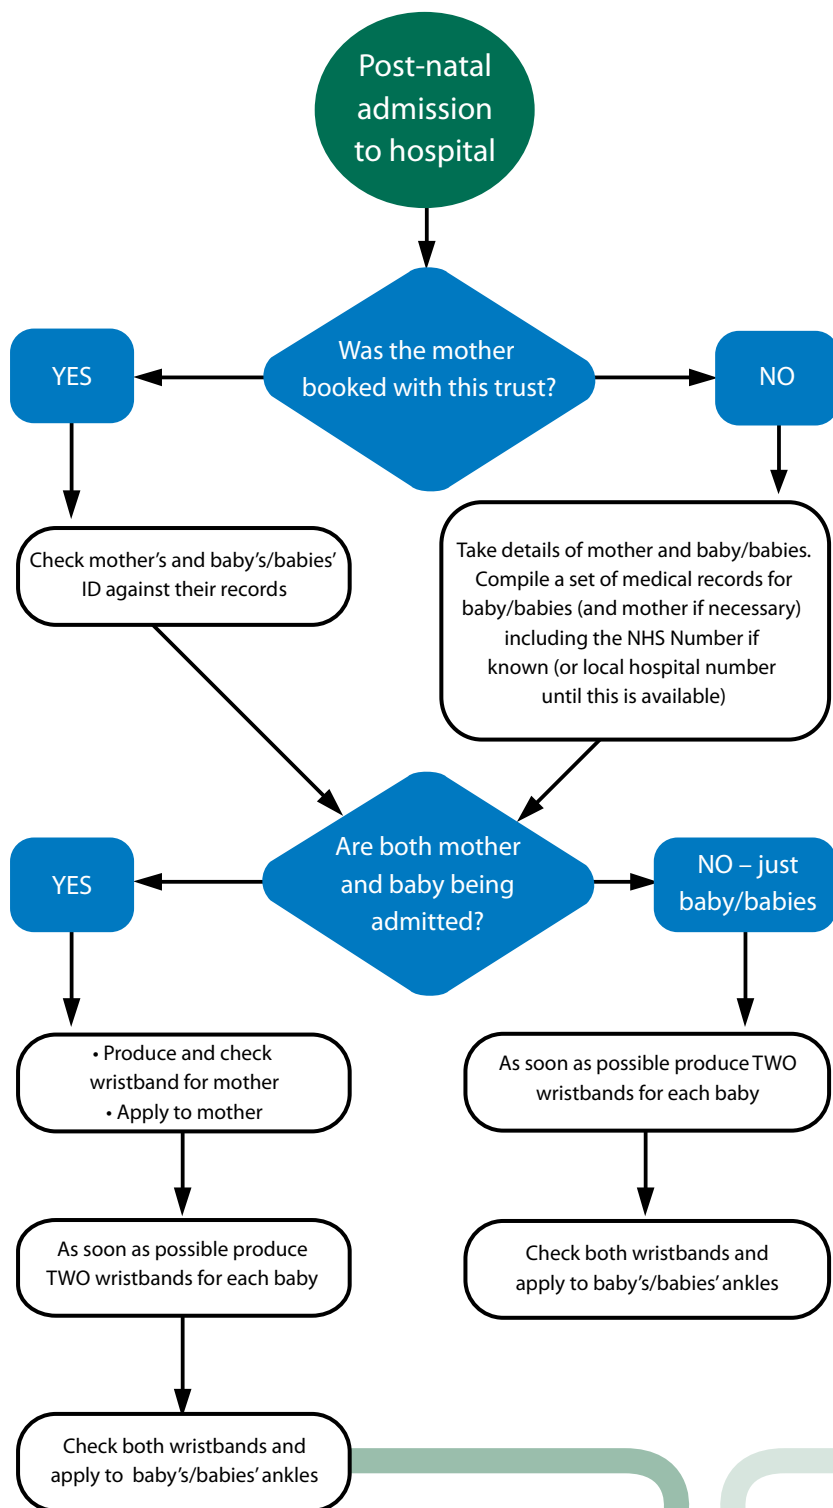 Post-natal
admission
to hospital
Was the mother
booked with this trust?
YES
NO
Check mother's and baby's/babies'
ID against their records
Take details of mother and baby/babies.
Compile a set of medical records for
baby/babies (and mother if necessary)
including the NHS Number if
known (or local hospital number
until this is available)
Are both mother
and baby being
admitted?
YES
NO – just
baby/babies
• Produce and check
wristband for mother
• Apply to mother
As soon as possible produce TWO
wristbands for each baby
As soon as possible produce
TWO wristbands for each baby
Check both wristbands and
apply to baby's/babies' ankles
Check both wristbands and
apply to baby's/babies' ankles